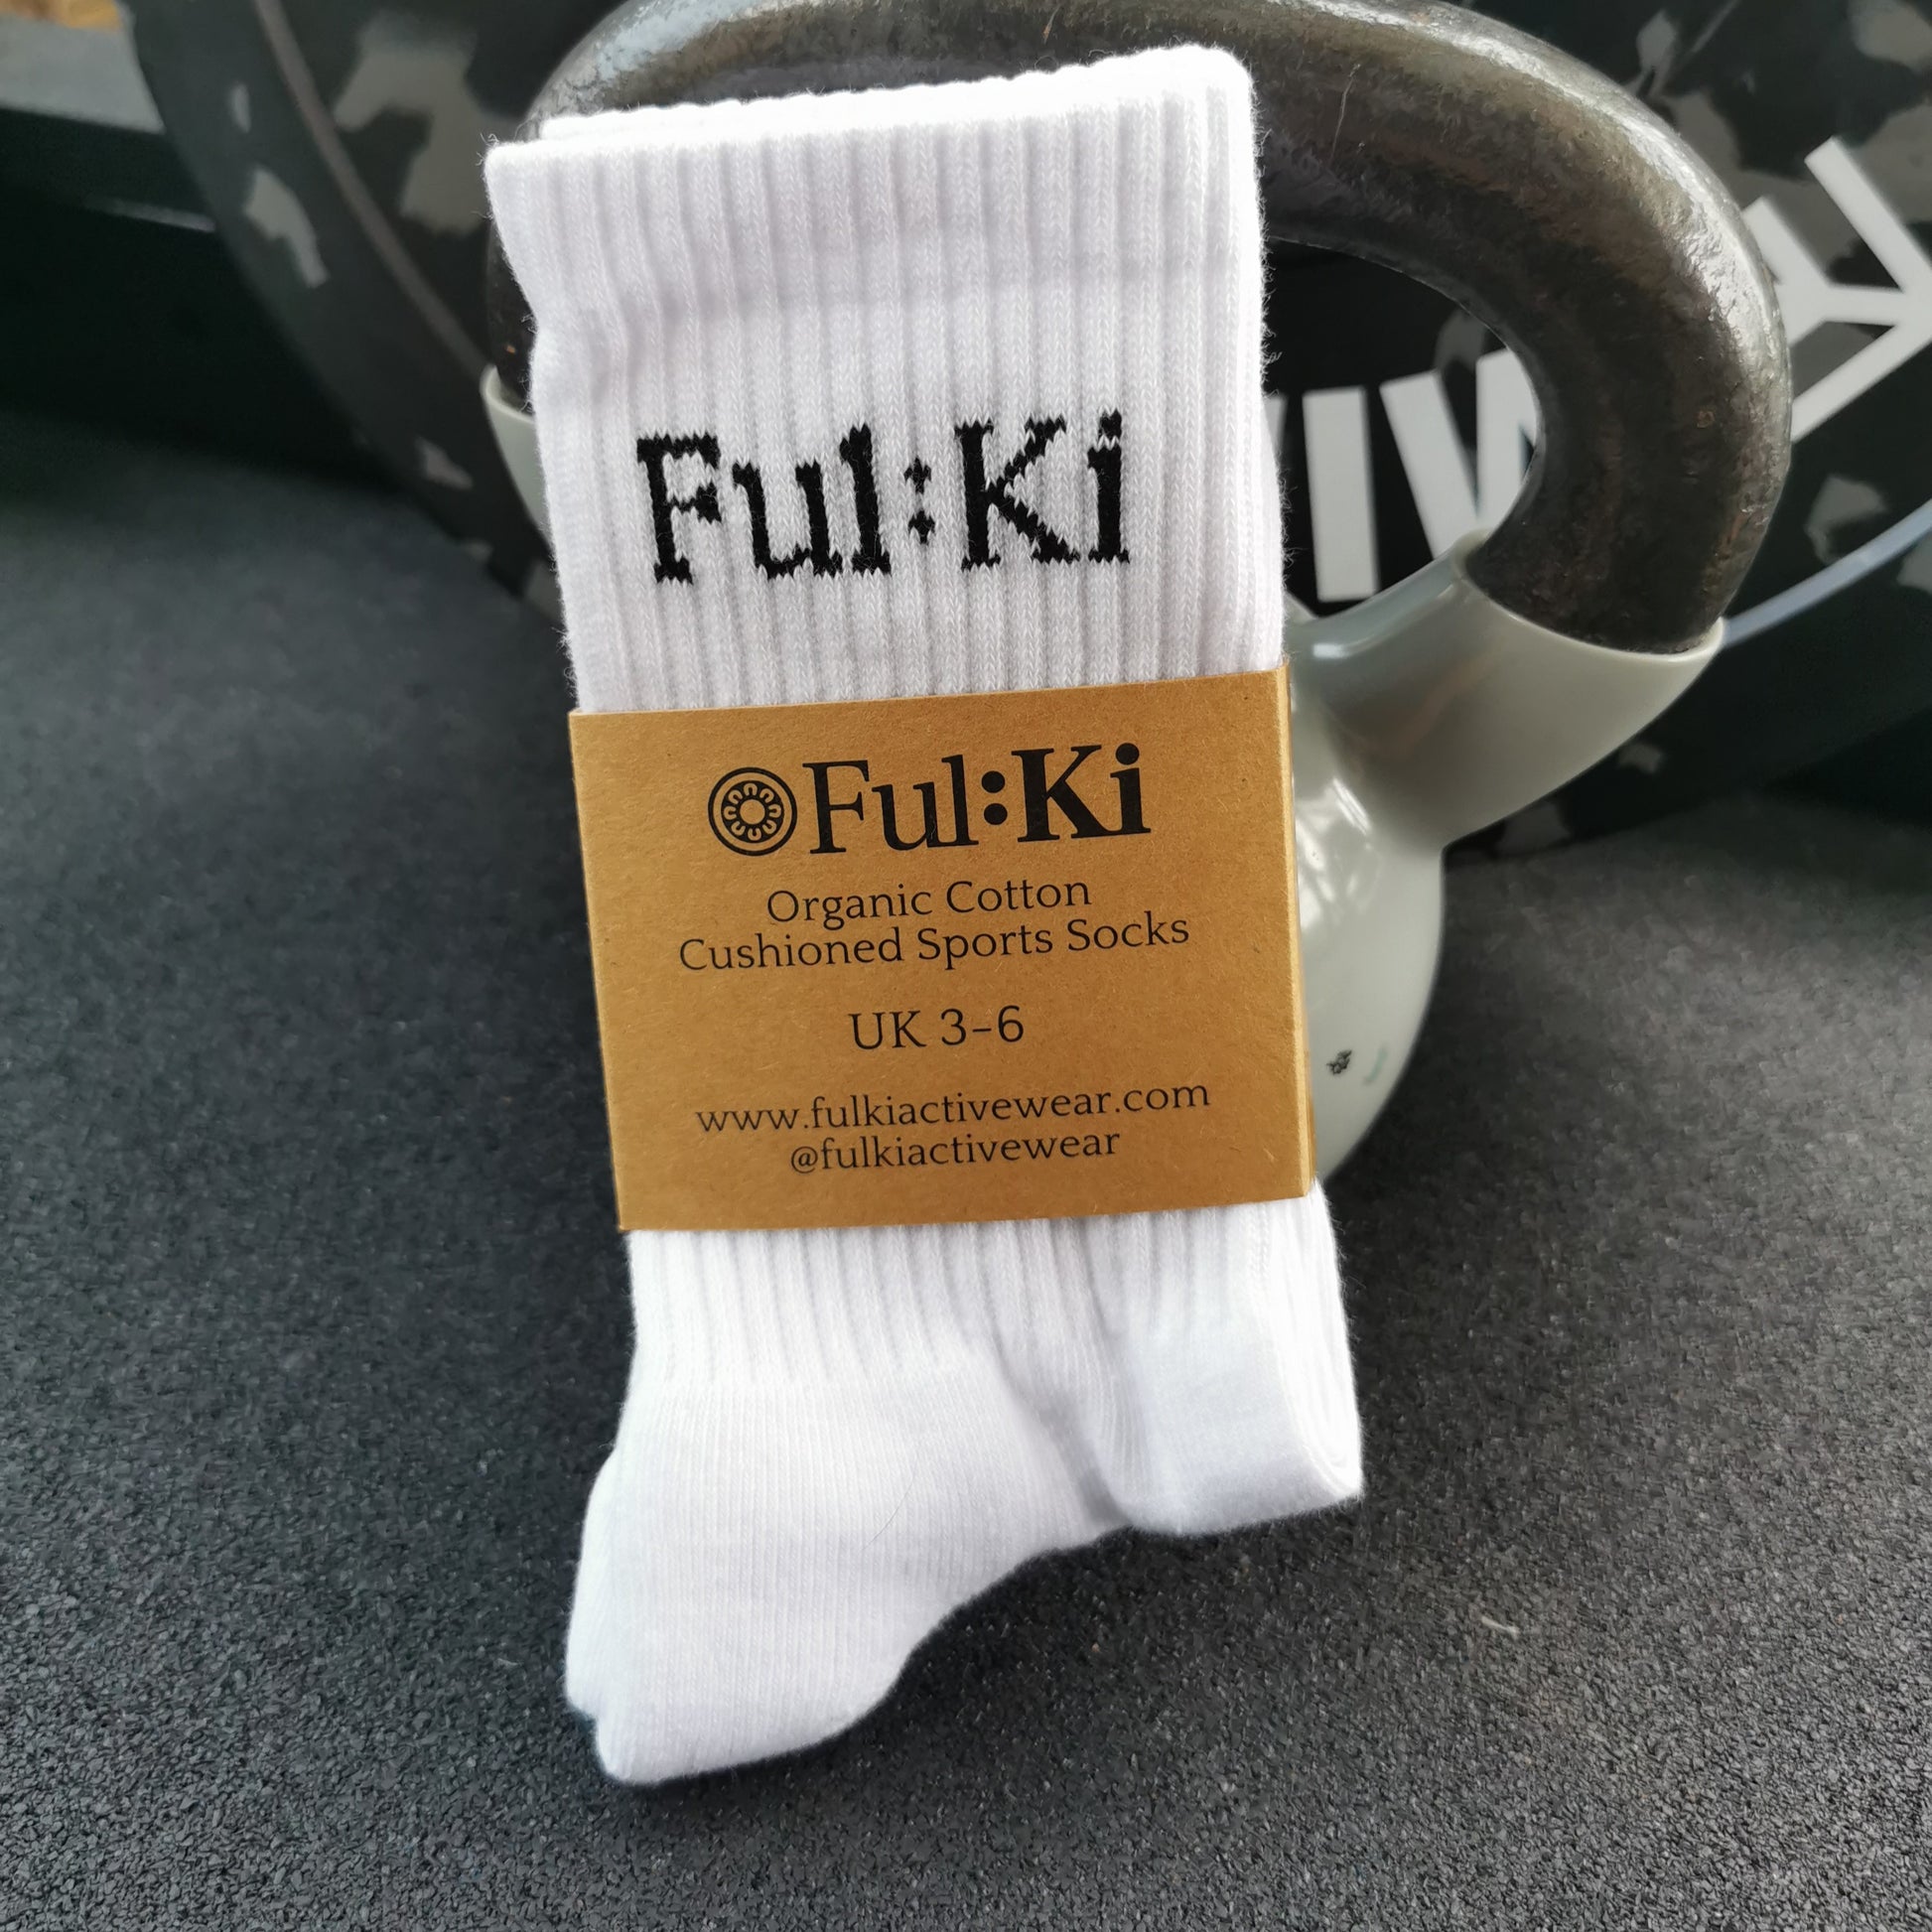 Ful:Ki
Ful:Ki
Organic Cotton
Cushioned Sports Socks
UK 3-6
www.fulkiactivewear.com
@fulkiactivewear